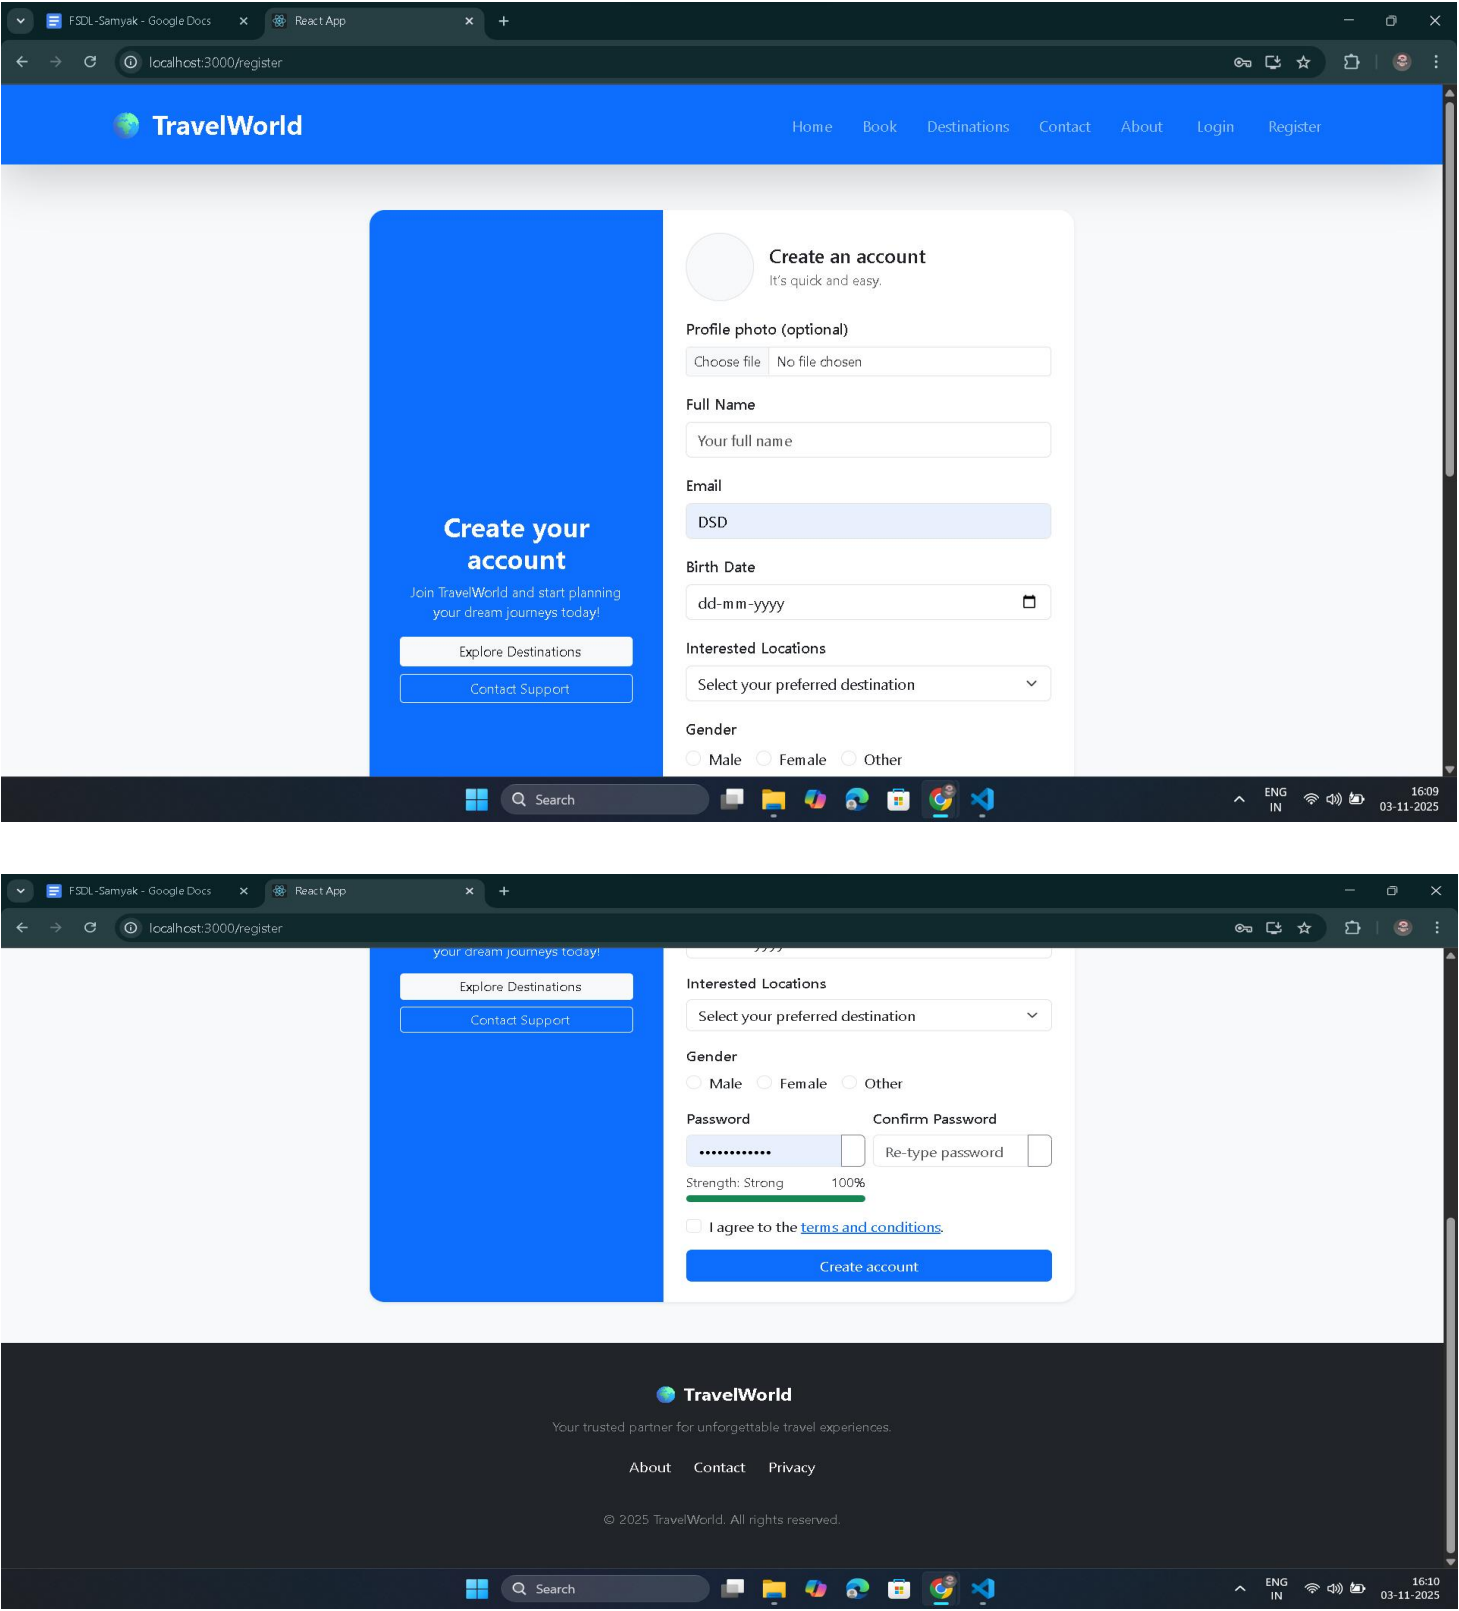 FSDL-Samyak - Google Docs React App
localhost:3000/register
TravelWorld Home Book Destinations Contact About Login Register
Create your
account
Join TravelWorld and start planning
your dream journeys today!
Explore Destinations
Contact Support
Create an account
It's quick and easy.
Profile photo (optional)
Choose file No file chosen
Full Name
Your full name
Email
DSD
Birth Date
dd-mm-yyyy
Interested Locations
Select your preferred destination
Gender
Male Female Other
Search ENG IN 16:09 03-11-2025
FSDL-Samyak - Google Docs React App
localhost:3000/register
your dream journeys today!
Explore Destinations
Contact Support
Interested Locations
Select your preferred destination
Gender
Male Female Other
Password Confirm Password
•••••••••••• Re-type password
Strength: Strong 100%
I agree to the terms and conditions.
Create account
TravelWorld
Your trusted partner for unforgettable travel experiences.
About Contact Privacy
© 2025 TravelWorld. All rights reserved.
Search ENG IN 16:10 03-11-2025